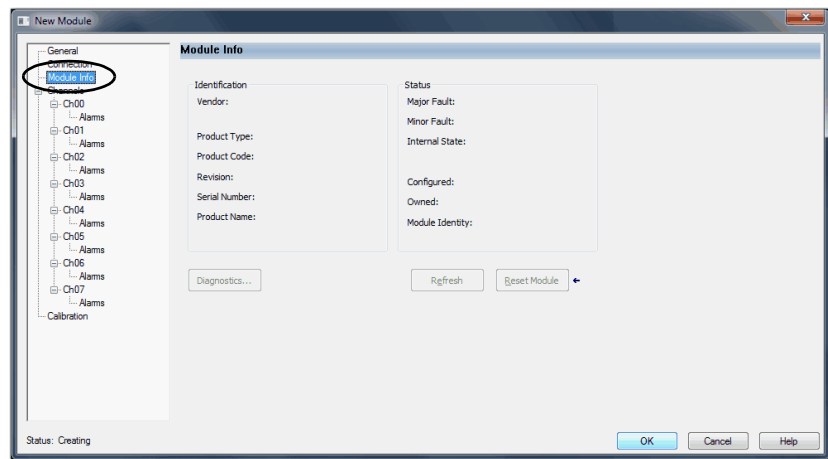 New Module
General
Connection
Module Info
Channels
Ch00
Alarms
Ch01
Alarms
Ch02
Alarms
Ch03
Alarms
Ch04
Alarms
Ch05
Alarms
Ch06
Alarms
Ch07
Alarms
Calibration
Module Info
Identification
Vendor:
Product Type:
Product Code:
Revision:
Serial Number:
Product Name:
Status
Major Fault:
Minor Fault:
Internal State:
Configured:
Owned:
Module Identity:
Diagnostics...
Refresh
Reset Module
Status: Creating
OK
Cancel
Help